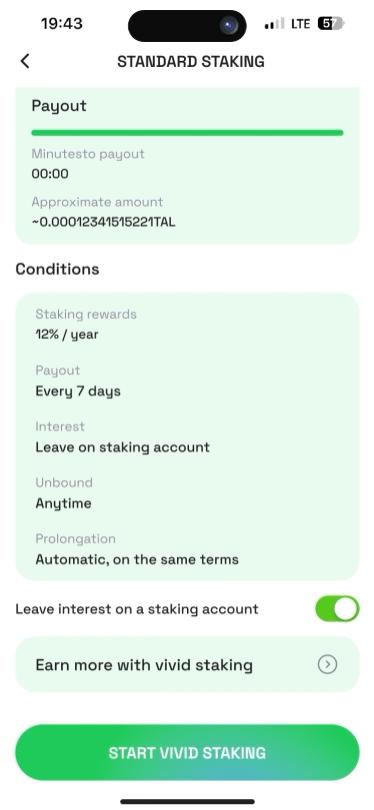 19:43
LTE
57
STANDARD STAKING
Payout
Minutesto payout
00:00
Approximate amount
~0.00012341515221TAL
Conditions
Staking rewards
12% / year
Payout
Every 7 days
Interest
Leave on staking account
Unbound
Anytime
Prolongation
Automatic, on the same terms
Leave interest on a staking account
Earn more with vivid staking
START VIVID STAKING